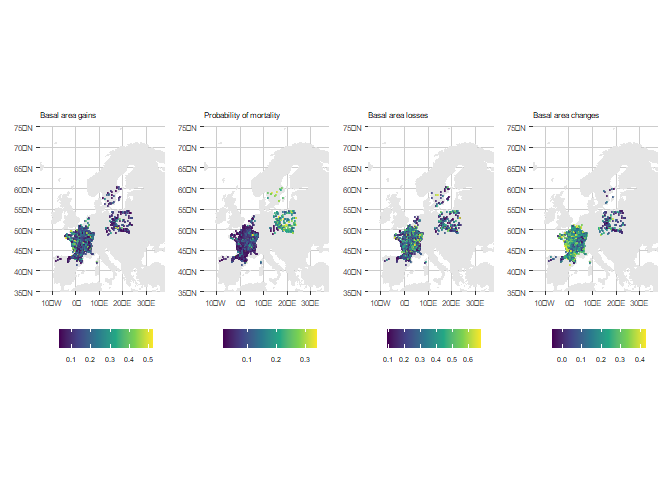 Basal area gains
Probability of mortality
Basal area losses
Basal area changes
75□N
70□N
65□N
60□N
55□N
50□N
45□N
40□N
35□N
75□N
70□N
65□N
60□N
55□N
50□N
45□N
40□N
35□N
75□N
70□N
65□N
60□N
55□N
50□N
45□N
40□N
35□N
75□N
70□N
65□N
60□N
55□N
50□N
45□N
40□N
35□N
10□W 0□ 10□E 20□E 30□E
10□W 0□ 10□E 20□E 30□E
10□W 0□ 10□E 20□E 30□E
10□W 0□ 10□E 20□E 30□E
0.1 0.2 0.3 0.4 0.5
0.1 0.2 0.3
0.1 0.2 0.3 0.4 0.5 0.6
0.0 0.1 0.2 0.3 0.4